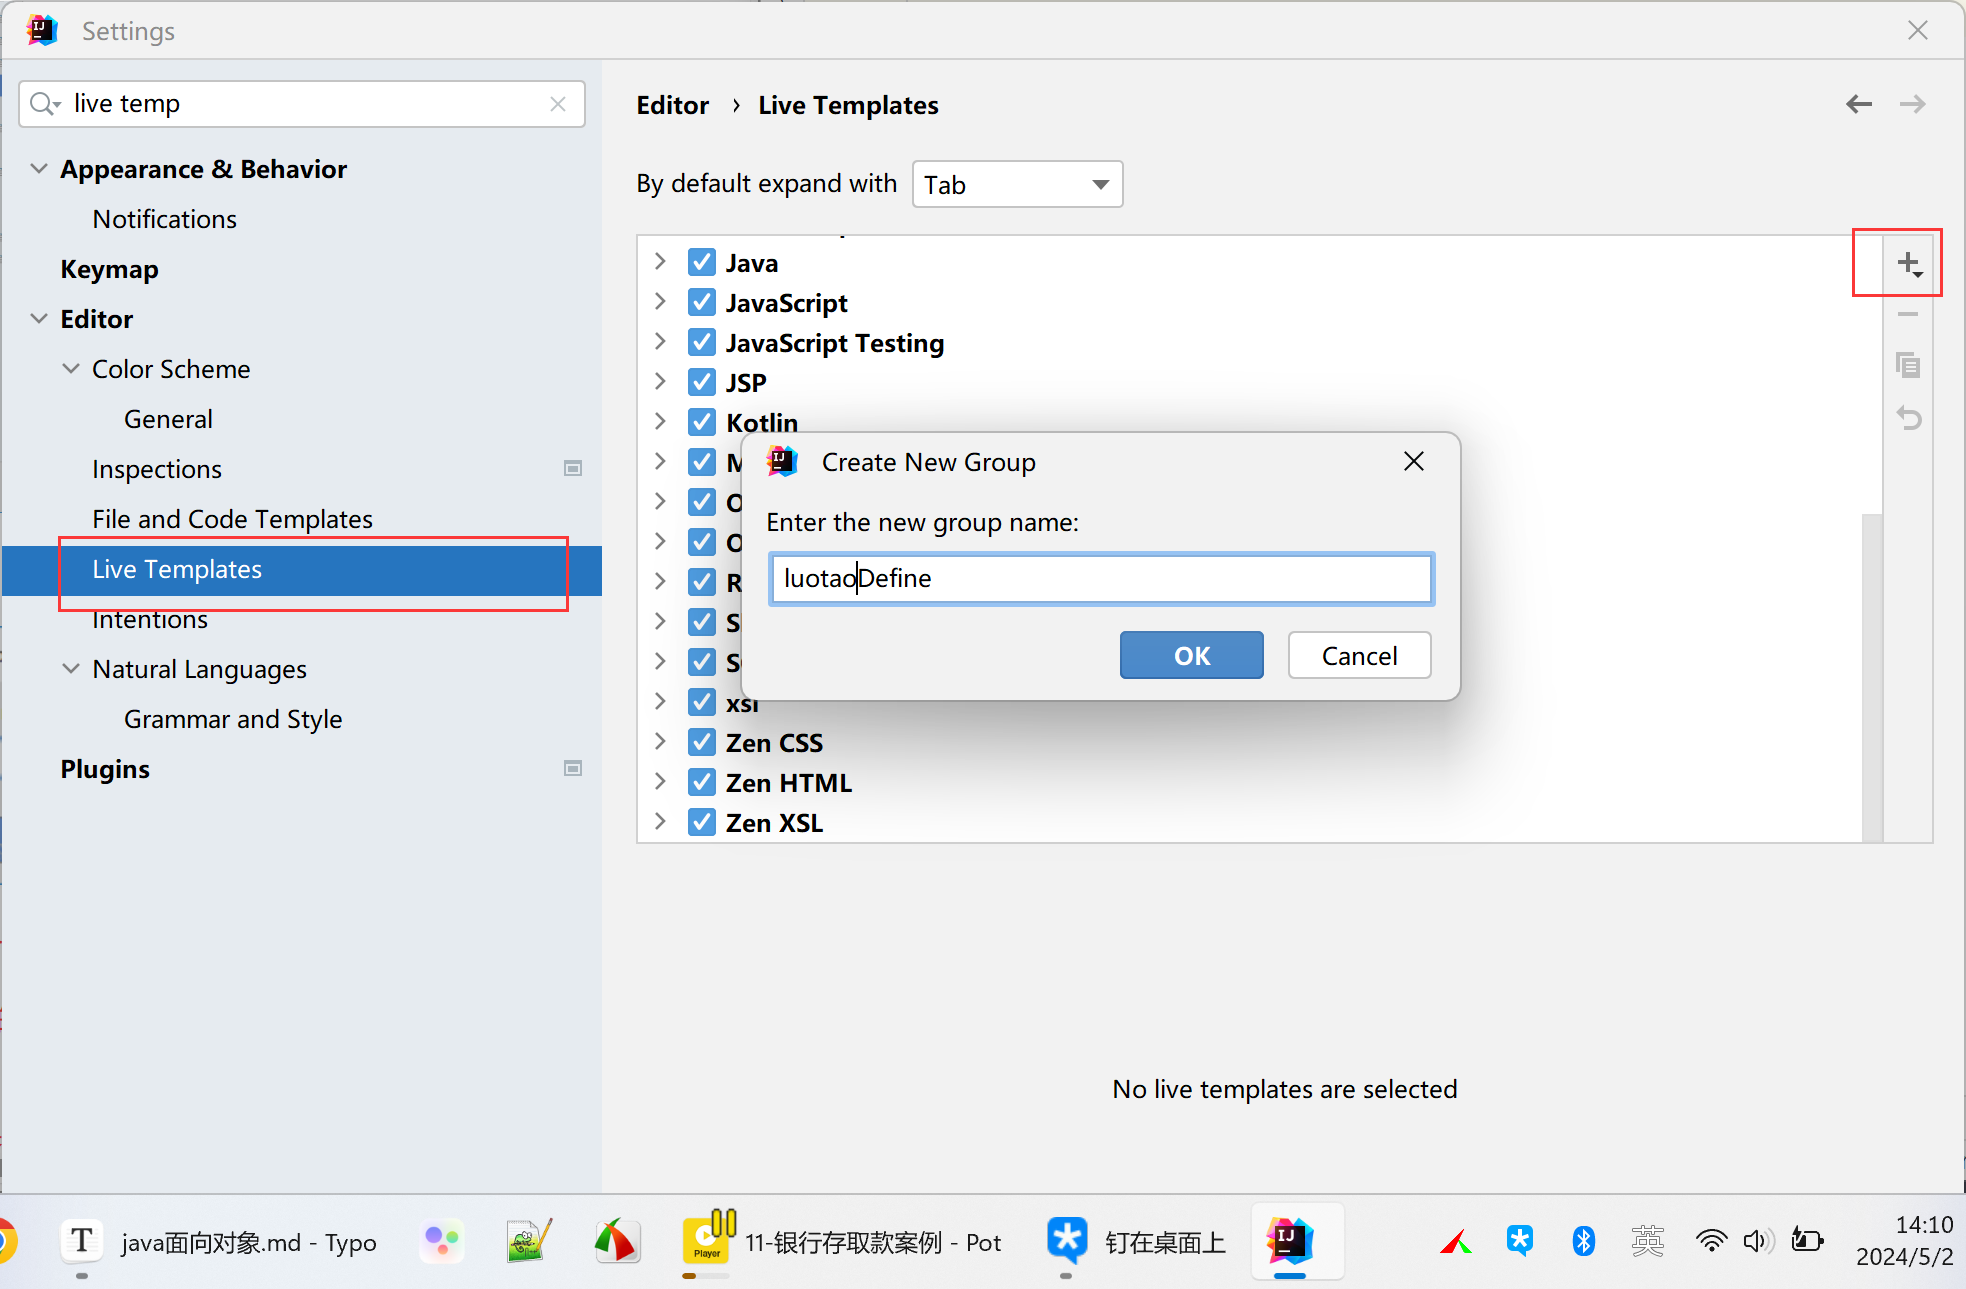 Settings
live temp
Appearance & Behavior
Notifications
Keymap
Editor
Color Scheme
General
Inspections
File and Code Templates
Live Templates
Intentions
Natural Languages
Grammar and Style
Plugins
Editor › Live Templates
By default expand with Tab
Java
JavaScript
JavaScript Testing
JSP
Kotlin
M
O
O
R
S
S
xsl
Zen CSS
Zen HTML
Zen XSL
Create New Group
Enter the new group name:
luotaoDefine
OK Cancel
No live templates are selected
java面向对象.md - Typo
Player
11-银行存取款案例 - Pot
钉在桌面上
英
14:10
2024/5/2